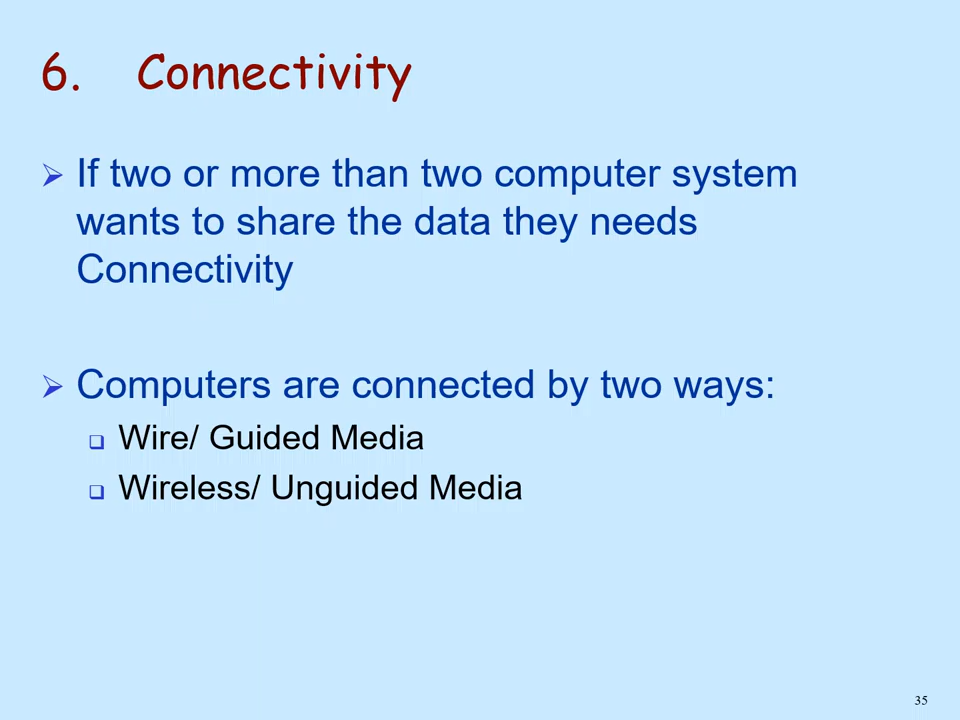 6. Connectivity
If two or more than two computer system
wants to share the data they needs
Connectivity
Computers are connected by two ways:
Wire/ Guided Media
Wireless/ Unguided Media
35